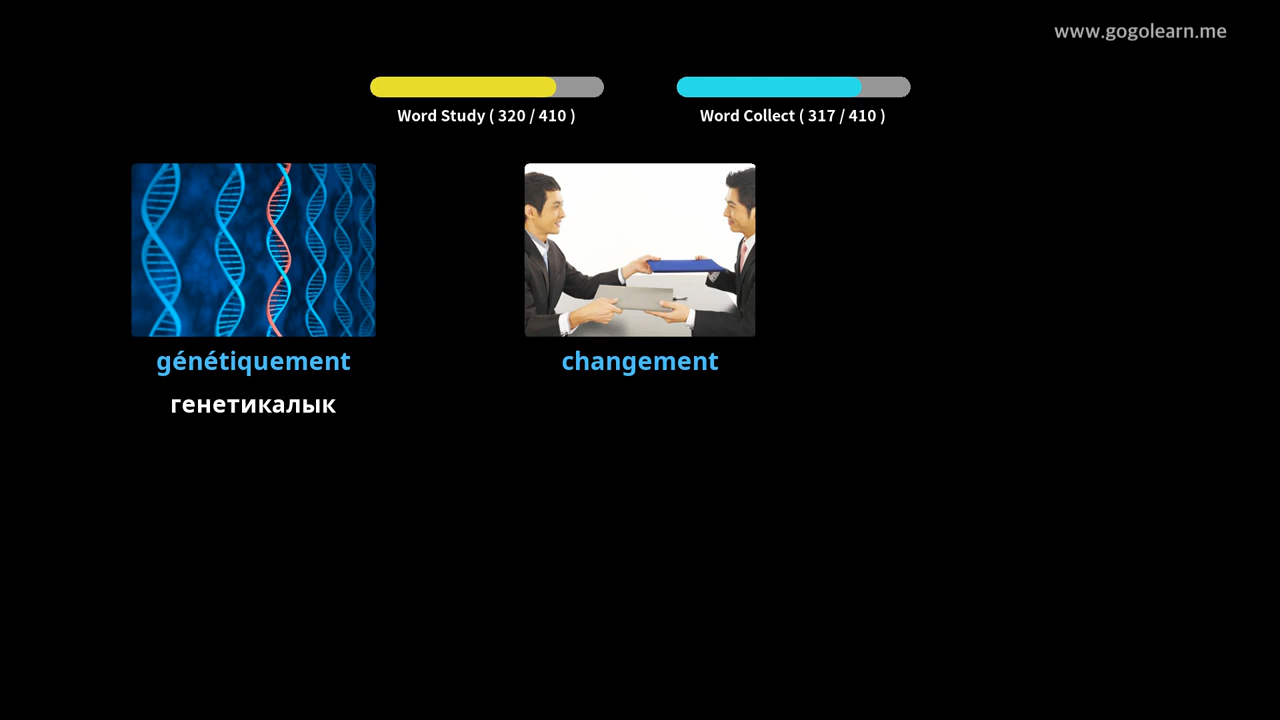 www.gogolearn.me
Word Study ( 320 / 410 )
Word Collect ( 317 / 410 )
génétiquement
changement
генетикалык